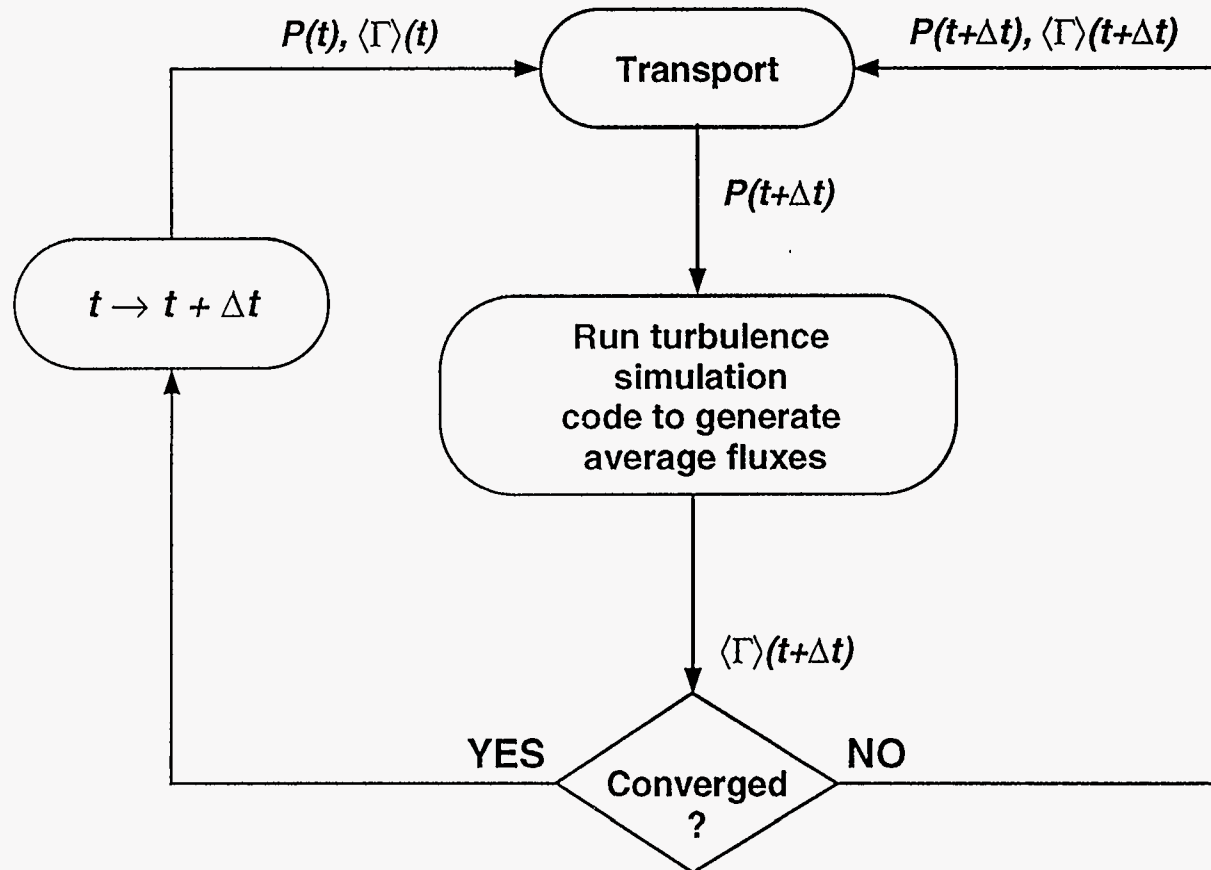 P(t), ⟨Γ⟩(t)
P(t+Δt), ⟨Γ⟩(t+Δt)
Transport
P(t+Δt)
t → t + Δt
Run turbulence
simulation
code to generate
average fluxes
⟨Γ⟩(t+Δt)
YES
NO
Converged
?